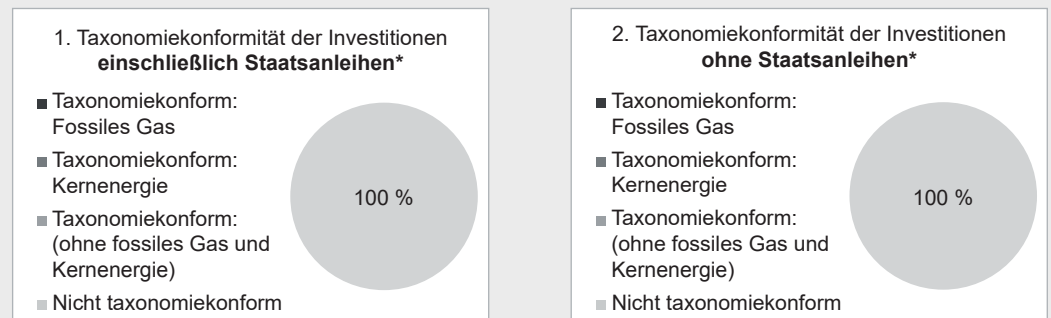 1. Taxonomiekonformität der Investitionen
einschließlich Staatsanleihen*
Taxonomiekonform:
Fossiles Gas
Taxonomiekonform:
Kernenergie
Taxonomiekonform:
(ohne fossiles Gas und
Kernenergie)
Nicht taxonomiekonform
100 %
2. Taxonomiekonformität der Investitionen
ohne Staatsanleihen*
Taxonomiekonform:
Fossiles Gas
Taxonomiekonform:
Kernenergie
Taxonomiekonform:
(ohne fossiles Gas und
Kernenergie)
Nicht taxonomiekonform
100 %